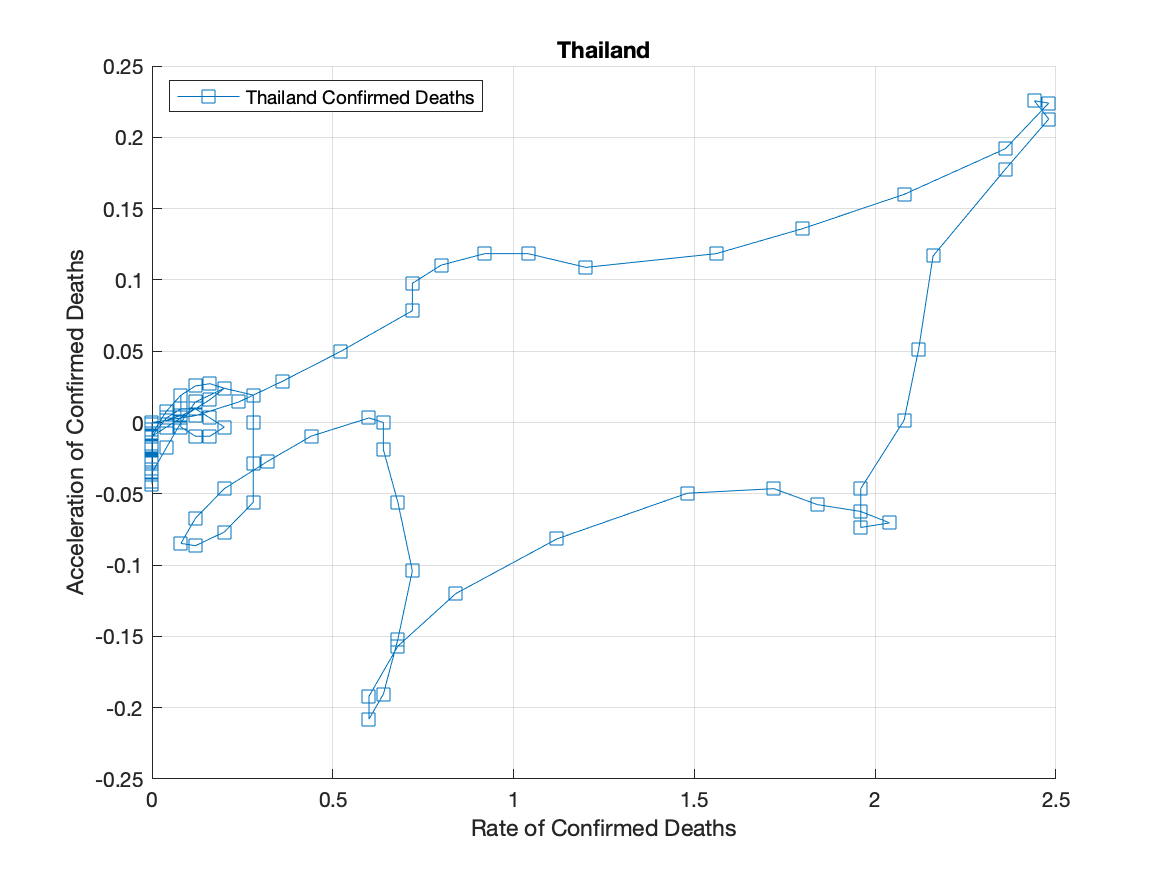 Thailand
Thailand Confirmed Deaths
0.25
0.2
0.15
0.1
0.05
0
-0.05
-0.1
-0.15
-0.2
-0.25
Acceleration of Confirmed Deaths
0 0.5 1 1.5 2 2.5
Rate of Confirmed Deaths